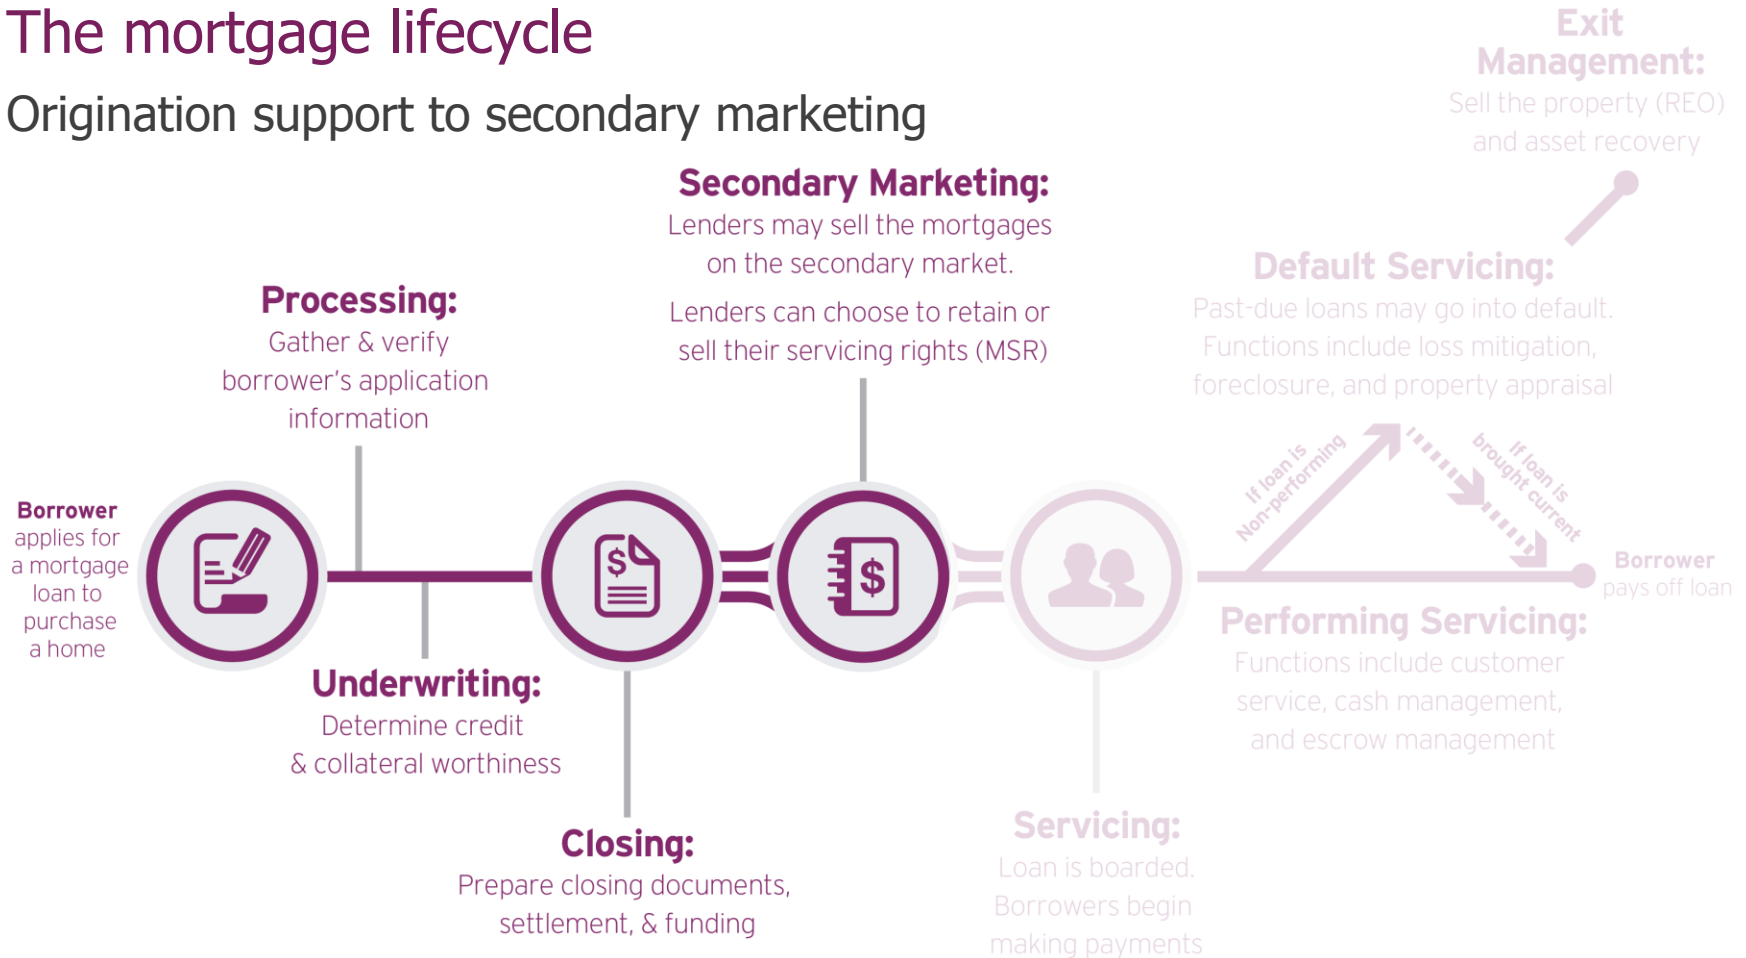 The mortgage lifecycle
Origination support to secondary marketing
Borrower
applies for
a mortgage
loan to
purchase
a home
Processing:
Gather & verify
borrower's application
information
Underwriting:
Determine credit
& collateral worthiness
$
Closing:
Prepare closing documents,
settlement, & funding
Secondary Marketing:
Lenders may sell the mortgages
on the secondary market.
Lenders can choose to retain or
sell their servicing rights (MSR)
$
Servicing:
Loan is boarded.
Borrowers begin
making payments
If loan is
Non-performing
Default Servicing:
Past-due loans may go into default.
Functions include loss mitigation,
foreclosure, and property appraisal
If loan is
brought current
Exit
Management:
Sell the property (REO)
and asset recovery
Performing Servicing:
Functions include customer
service, cash management,
and escrow management
Borrower
pays off loan